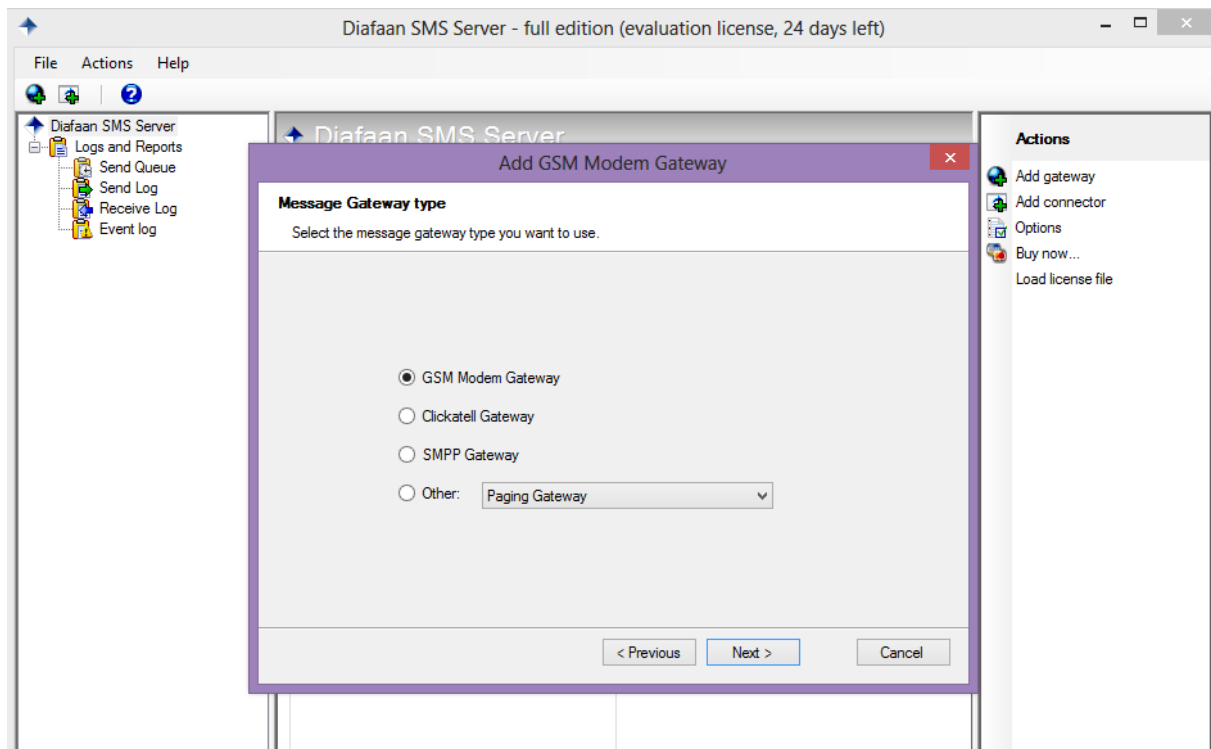 Diafaan SMS Server - full edition (evaluation license, 24 days left)
File Actions Help
Diafaan SMS Server
Logs and Reports
Send Queue
Send Log
Receive Log
Event log
Diafaan SMS Server
Add GSM Modem Gateway
Message Gateway type
Select the message gateway type you want to use.
GSM Modem Gateway
Clickatell Gateway
SMPP Gateway
Other: Paging Gateway
< Previous Next > Cancel
Actions
Add gateway
Add connector
Options
Buy now...
Load license file